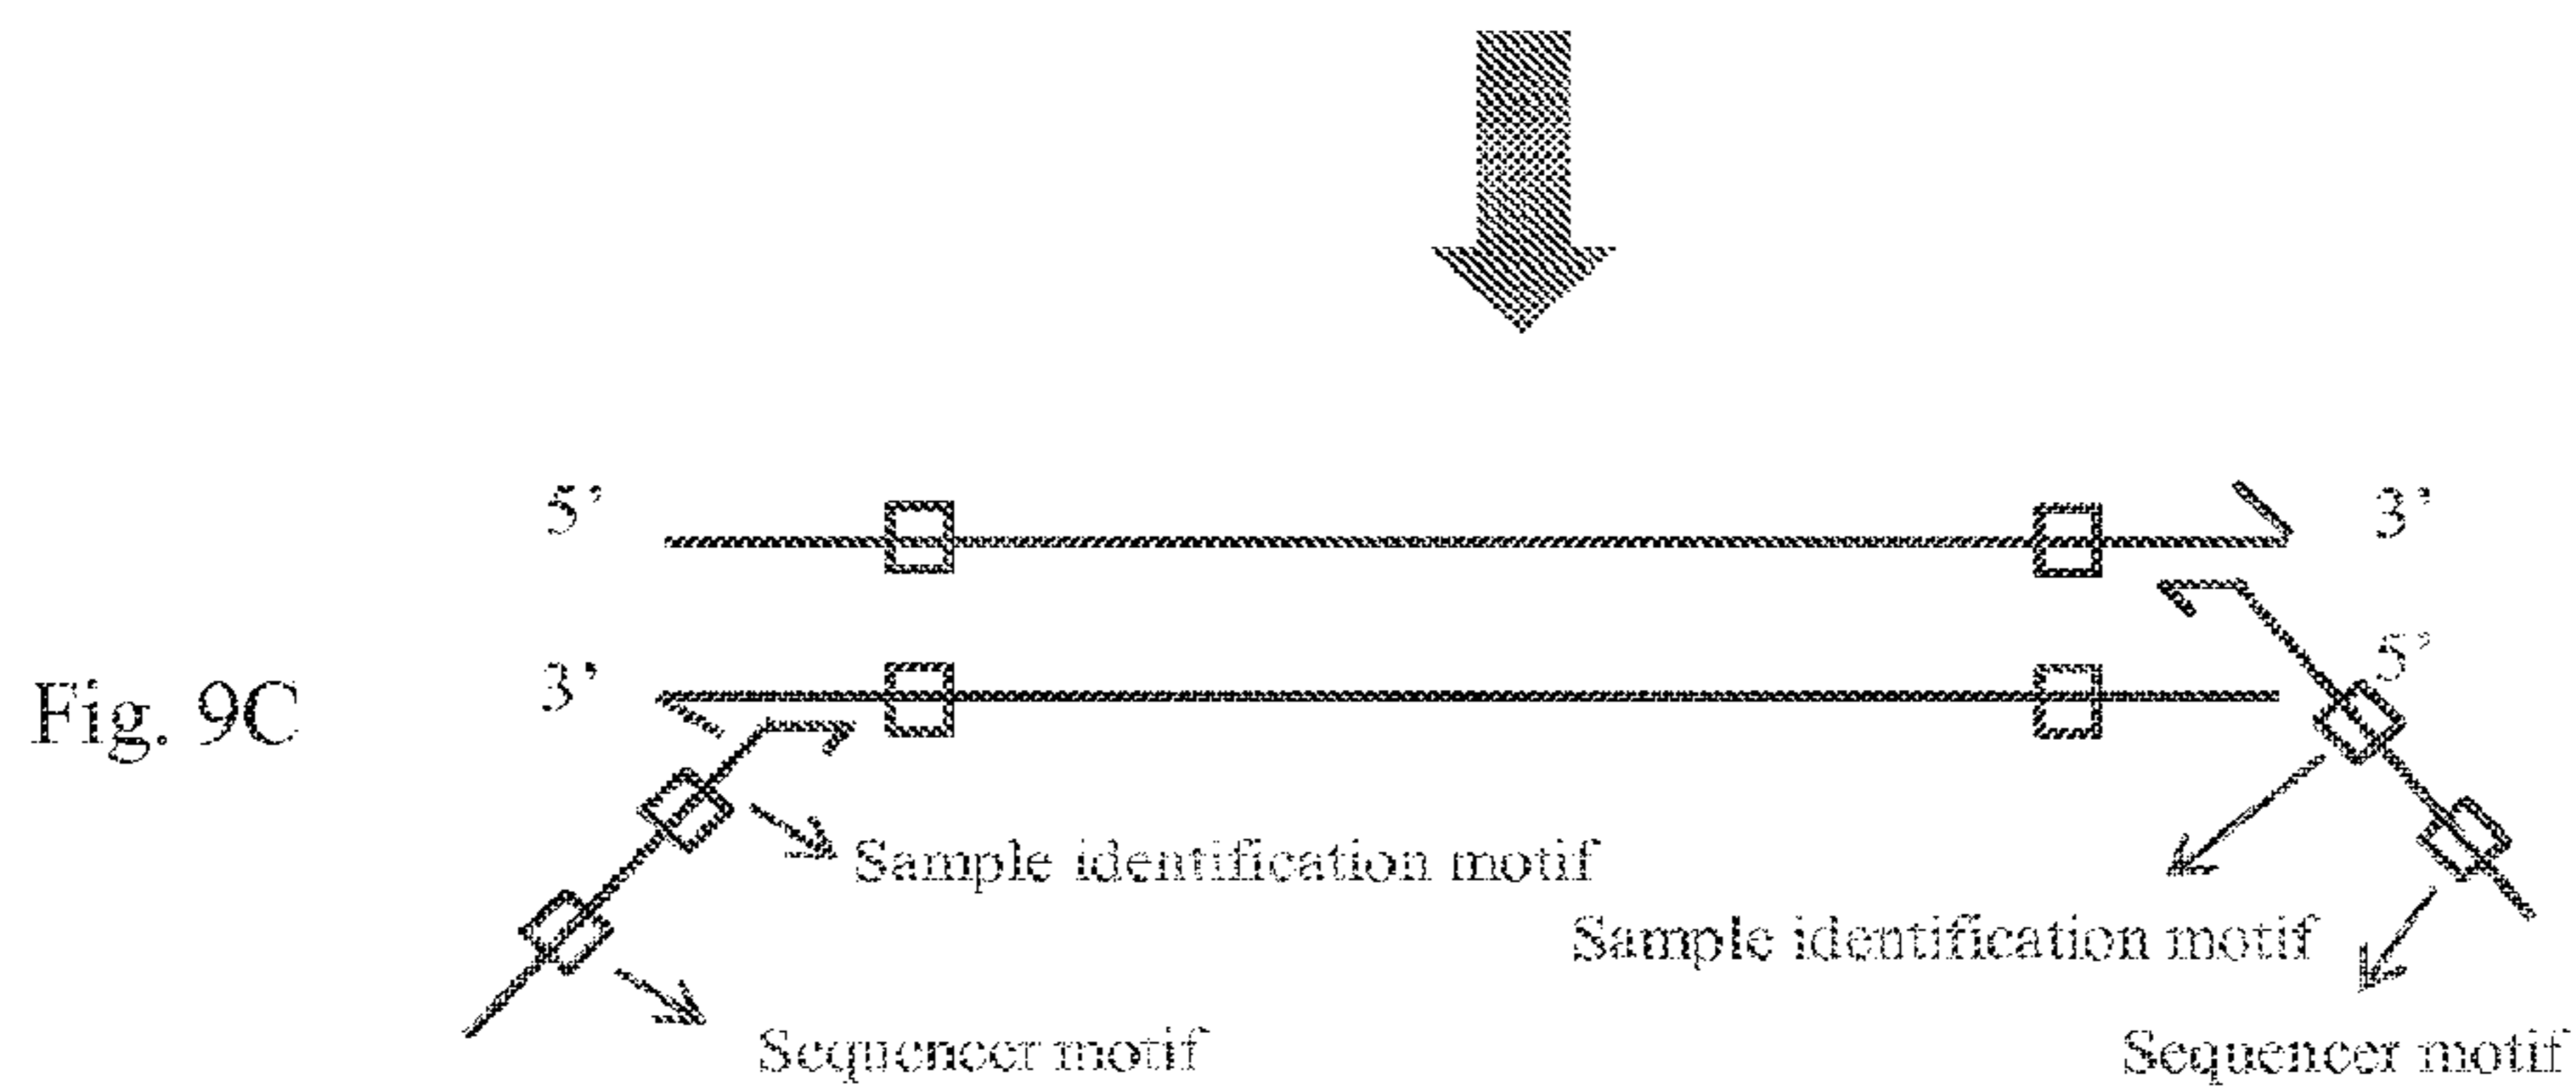 5’ 3’
5’
3’
Fig. 9C
Sample identification motif
Sample identification motif
Sequencer motif
Sequencer motif